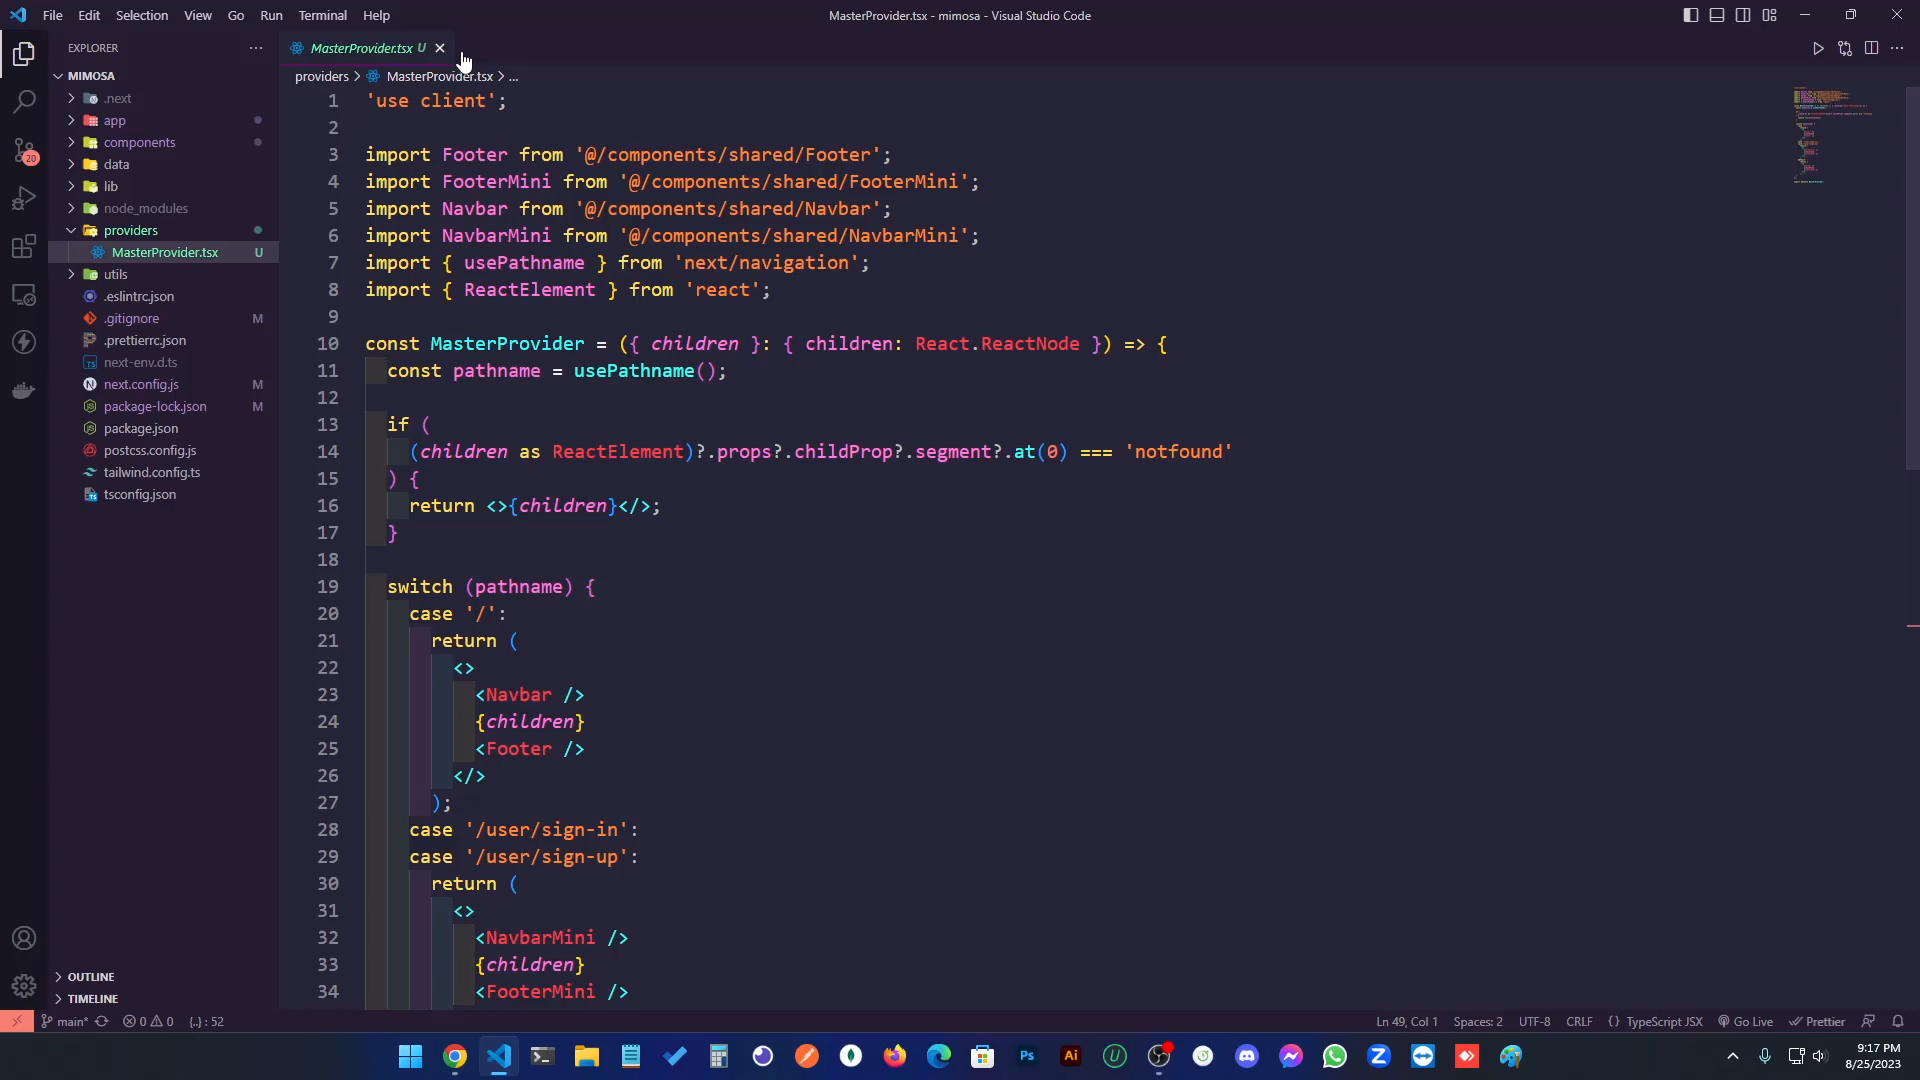 File Edit Selection View Go Run Terminal Help
MasterProvider.tsx - mimosa - Visual Studio Code
EXPLORER
MIMOSA
.next
app
components
data
lib
node_modules
providers
MasterProvider.tsx U
utils
.eslintrc.json
.gitignore M
.prettierrc.json
next-env.d.ts
next.config.js M
package-lock.json M
package.json
postcss.config.js
tailwind.config.ts
tsconfig.json
OUTLINE
TIMELINE
20
MasterProvider.tsx U
providers > MasterProvider.tsx > ...
1 'use client';
2
3 import Footer from '@/components/shared/Footer';
4 import FooterMini from '@/components/shared/FooterMini';
5 import Navbar from '@/components/shared/Navbar';
6 import NavbarMini from '@/components/shared/NavbarMini';
7 import { usePathname } from 'next/navigation';
8 import { ReactElement } from 'react';
9
10 const MasterProvider = ({ children }: { children: React.ReactNode }) => {
11 const pathname = usePathname();
12
13 if (
14 (children as ReactElement)?.props?.childProp?.segment?.at(0) === 'notfound'
15 ) {
16 return <>{children}</>;
17 }
18
19 switch (pathname) {
20 case '/':
21 return (
22 <>
23 <Navbar />
24 {children}
25 <Footer />
26 </>
27 );
28 case '/user/sign-in':
29 case '/user/sign-up':
30 return (
31 <>
32 <NavbarMini />
33 {children}
34 <FooterMini />
main* 0 0 {..} : 52
Ln 49, Col 1 Spaces: 2 UTF-8 CRLF {} TypeScript JSX Go Live Prettier
Ps Ai
9:17 PM
8/25/2023